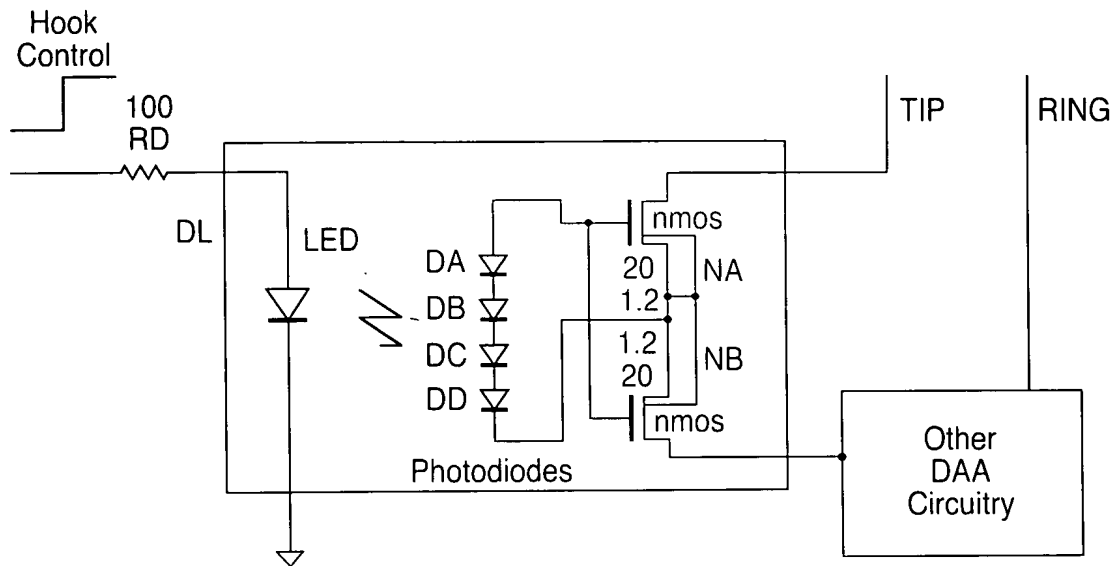 Hook
Control
100
RD
TIP
RING
DL
LED
DA
DB
DC
DD
nmos
20
1.2
NA
1.2
20
NB
nmos
Photodiodes
Other
DAA
Circuitry